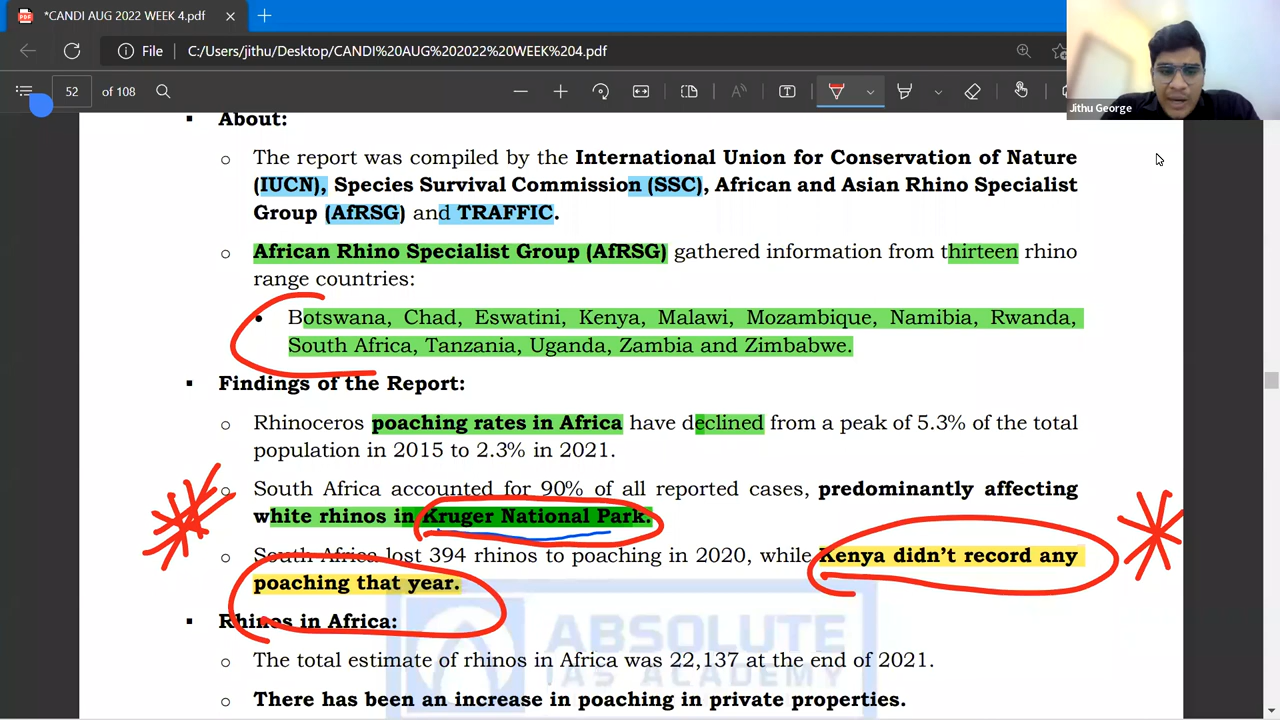 *CANDI AUG 2022 WEEK 4.pdf
File
C:/Users/jithu/Desktop/CANDI%20AUG%202022%20WEEK%204.pdf
52 of 108
Jithu George
▪ About:
o The report was compiled by the International Union for Conservation of Nature
(IUCN), Species Survival Commission (SSC), African and Asian Rhino Specialist
Group (AfRSG) and TRAFFIC.
o African Rhino Specialist Group (AfRSG) gathered information from thirteen rhino
range countries:
• Botswana, Chad, Eswatini, Kenya, Malawi, Mozambique, Namibia, Rwanda,
South Africa, Tanzania, Uganda, Zambia and Zimbabwe.
▪ Findings of the Report:
o Rhinoceros poaching rates in Africa have declined from a peak of 5.3% of the total
population in 2015 to 2.3% in 2021.
o South Africa accounted for 90% of all reported cases, predominantly affecting
white rhinos in Kruger National Park.
o South Africa lost 394 rhinos to poaching in 2020, while Kenya didn't record any
poaching that year.
▪ Rhinos in Africa:
o The total estimate of rhinos in Africa was 22,137 at the end of 2021.
o There has been an increase in poaching in private properties.
ABSOLUTE
IAS ACADEMY